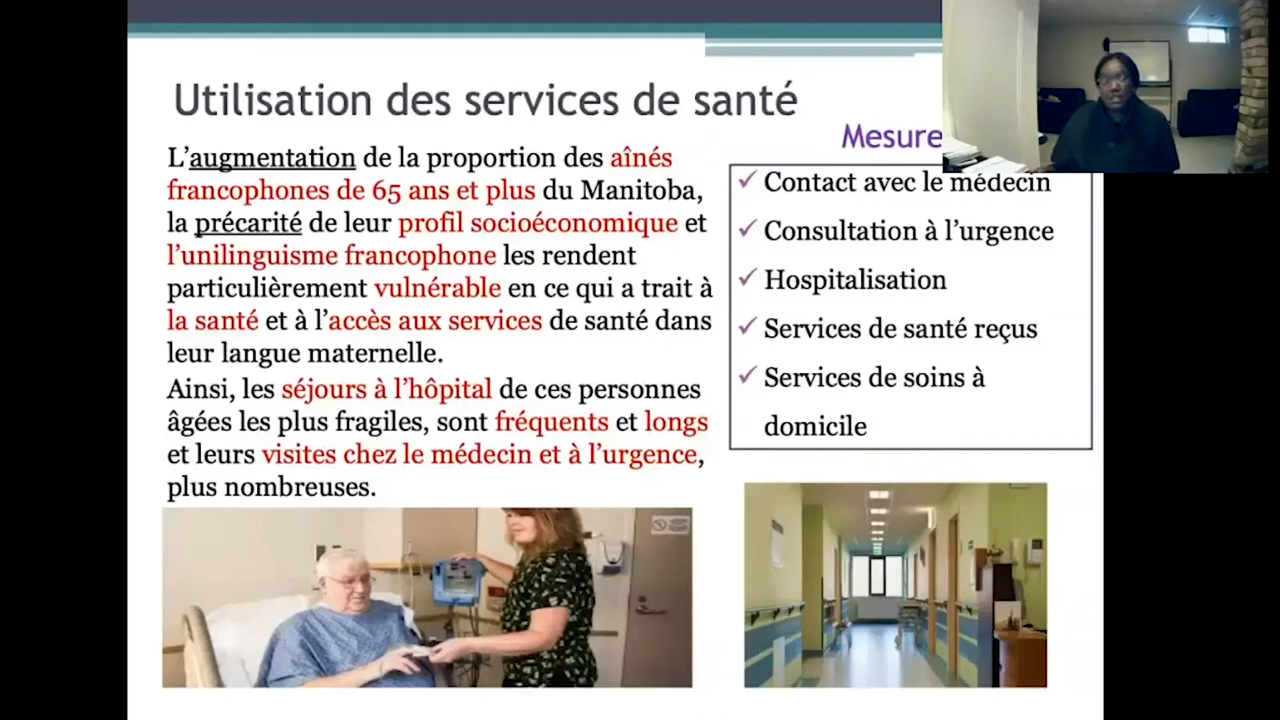 Utilisation des services de santé
L’augmentation de la proportion des aînés
francophones de 65 ans et plus du Manitoba,
la précarité de leur profil socioéconomique et
l’unilinguisme francophone les rendent
particulièrement vulnérable en ce qui a trait à
la santé et à l’accès aux services de santé dans
leur langue maternelle.
Ainsi, les séjours à l’hôpital de ces personnes
âgées les plus fragiles, sont fréquents et longs
et leurs visites chez le médecin et à l’urgence,
plus nombreuses.
Mesure
✓ Contact avec le médecin
✓ Consultation à l’urgence
✓ Hospitalisation
✓ Services de santé reçus
✓ Services de soins à
domicile